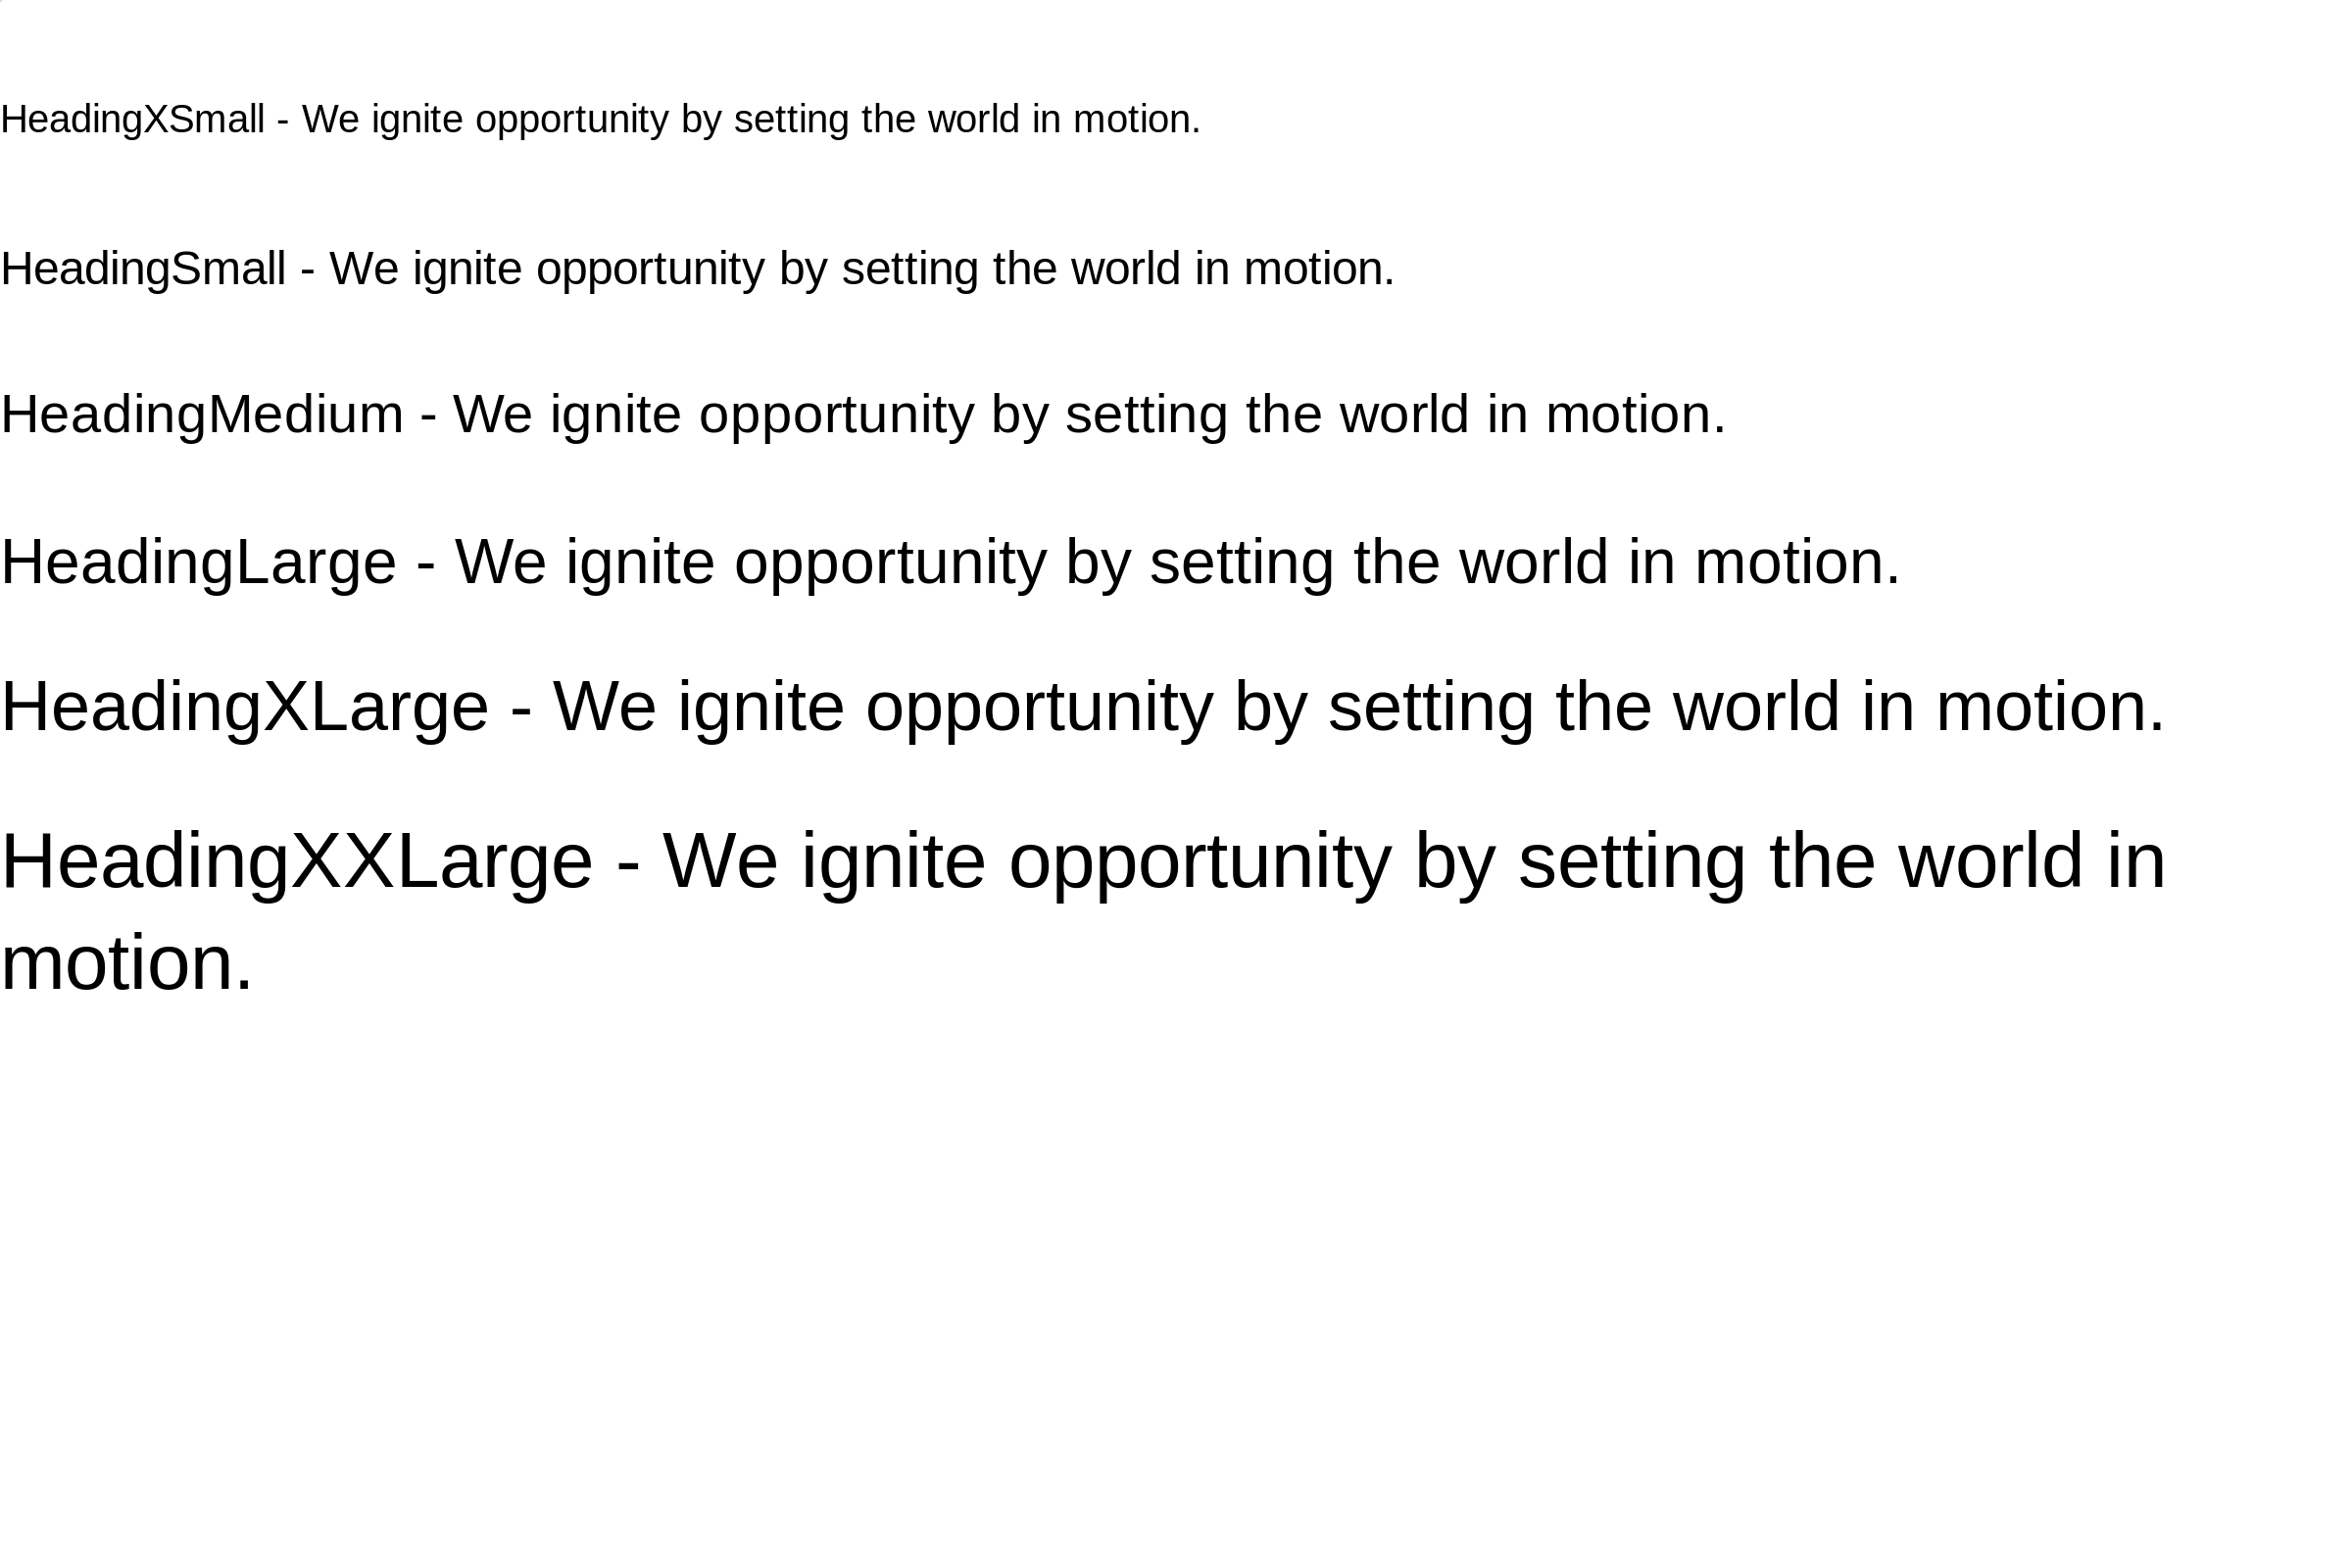 HeadingXSmall - We ignite opportunity by setting the world in motion.
HeadingSmall - We ignite opportunity by setting the world in motion.
HeadingMedium - We ignite opportunity by setting the world in motion.
HeadingLarge - We ignite opportunity by setting the world in motion.
HeadingXLarge - We ignite opportunity by setting the world in motion.
HeadingXXLarge - We ignite opportunity by setting the world in
motion.